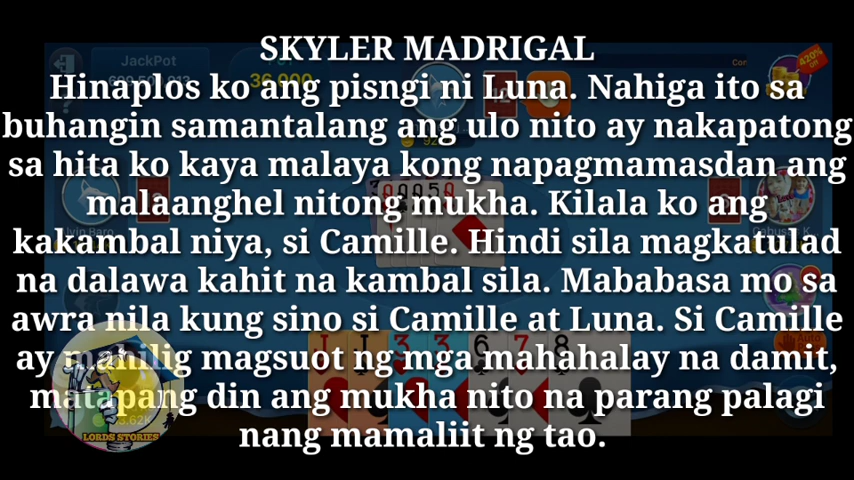 SKYLER MADRIGAL
Hinaplos ko ang pisngi ni Luna. Nahiga ito sa
buhangin samantalang ang ulo nito ay nakapatong
sa hita ko kaya malaya kong napagmamasdan ang
malaanghel nitong mukha. Kilala ko ang
kakambal niya, si Camille. Hindi sila magkatulad
na dalawa kahit na kambal sila. Mababasa mo sa
awra nila kung sino si Camille at Luna. Si Camille
ay mahilig magsuot ng mga mahahalay na damit,
matapang din ang mukha nito na parang palagi
nang mamaliit ng tao.
JackPot
LORDS STORIES